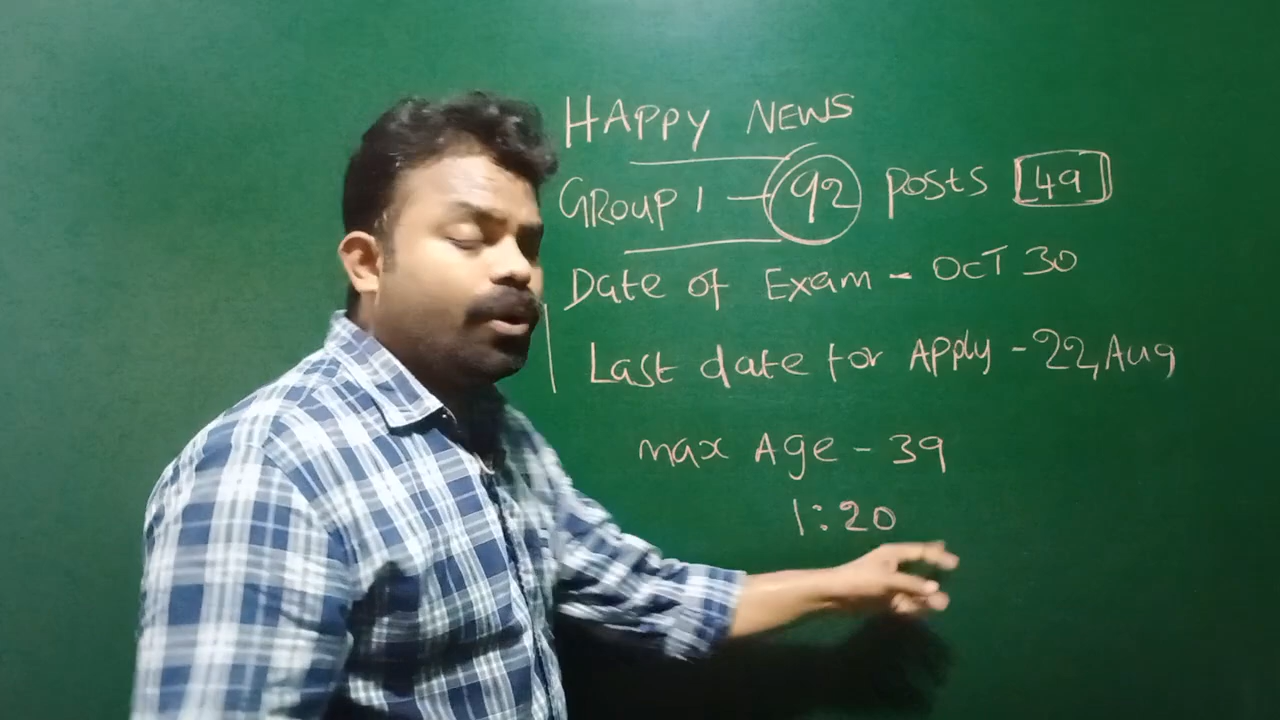 HAPPY NEWS
GROUP 1 - 92 posts 49
Date of Exam - OCT 30
Last date for Apply - 22, Aug
max Age - 39
1:20